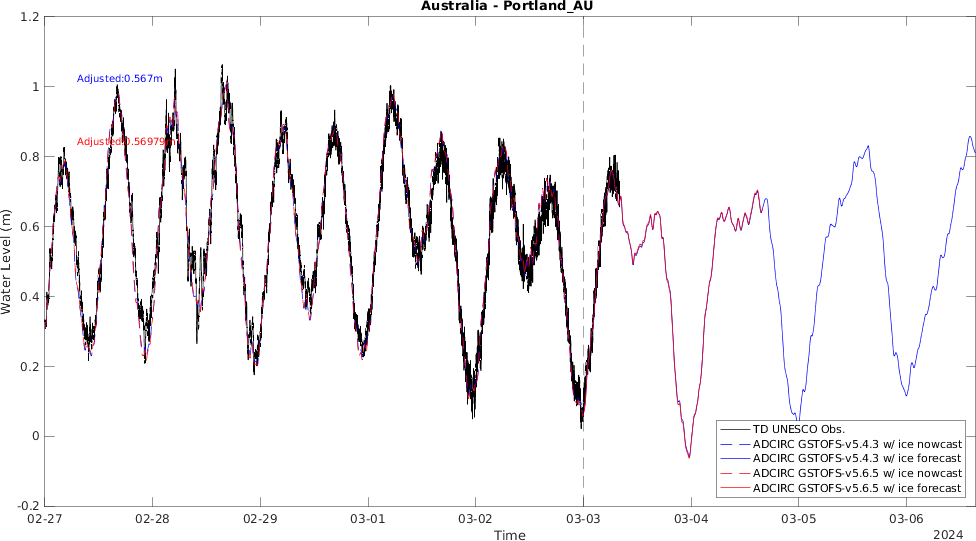 Australia - Portland_AU
1.2
1
0.8
0.6
0.4
0.2
0
-0.2
Water Level (m)
Adjusted:0.567m
Adjusted:0.56979m
TD UNESCO Obs.
ADCIRC GSTOFS-v5.4.3 w/ ice nowcast
ADCIRC GSTOFS-v5.4.3 w/ ice forecast
ADCIRC GSTOFS-v5.6.5 w/ ice nowcast
ADCIRC GSTOFS-v5.6.5 w/ ice forecast
02-27 02-28 02-29 03-01 03-02 03-03 03-04 03-05 03-06
Time
2024